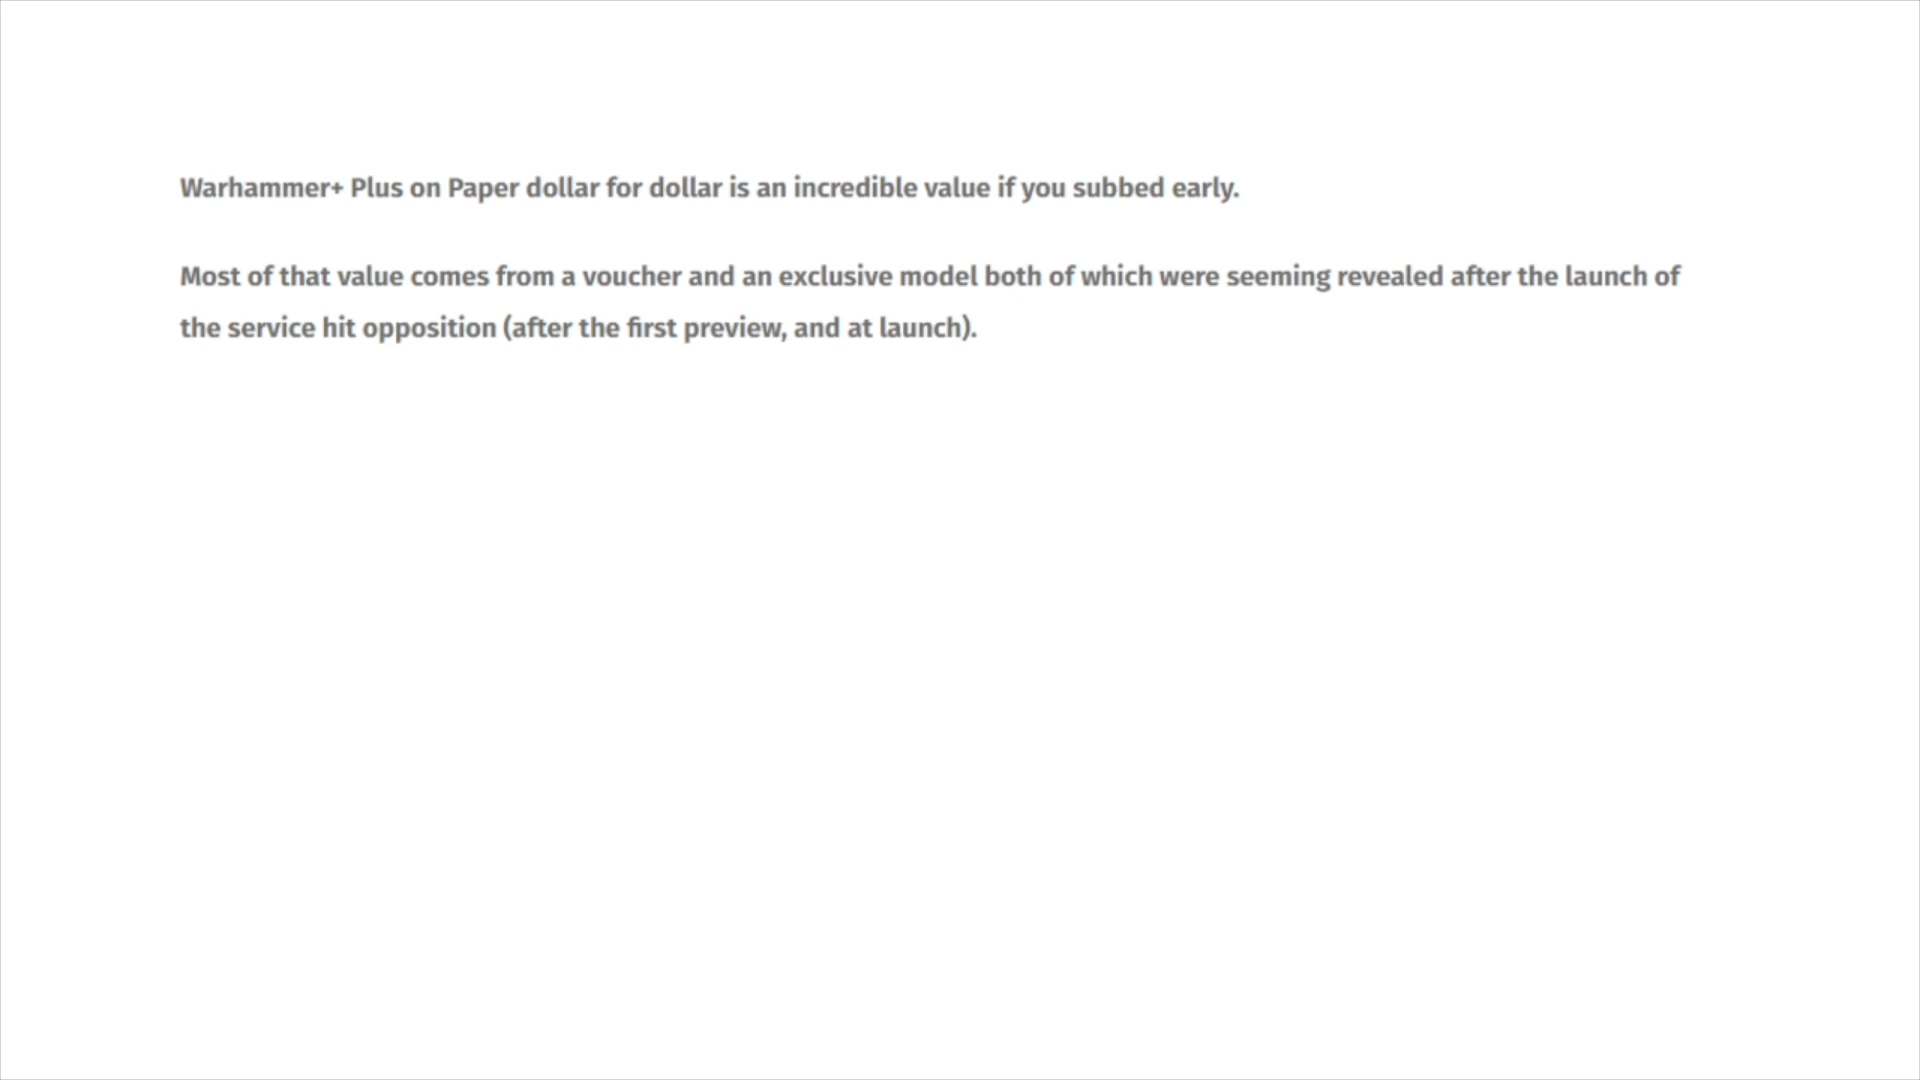 Warhammer+ Plus on Paper dollar for dollar is an incredible value if you subbed early.
Most of that value comes from a voucher and an exclusive model both of which were seeming revealed after the launch of
the service hit opposition (after the first preview, and at launch).